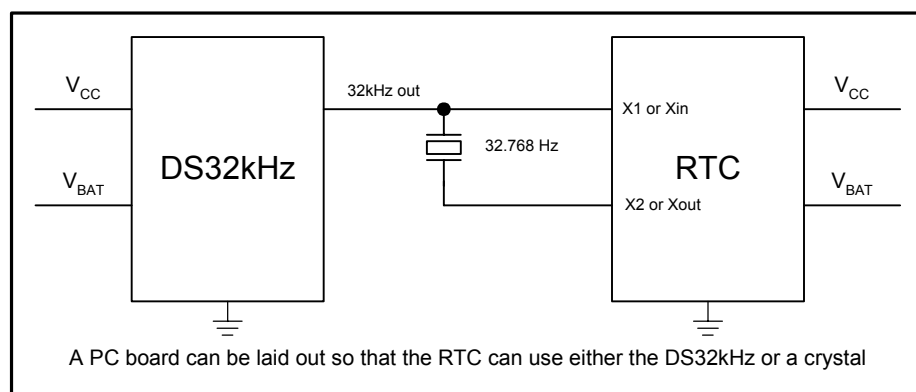 V_CC
32kHz out
X1 or Xin
V_CC
DS32kHz
32.768 Hz
RTC
V_BAT
X2 or Xout
V_BAT
A PC board can be laid out so that the RTC can use either the DS32kHz or a crystal